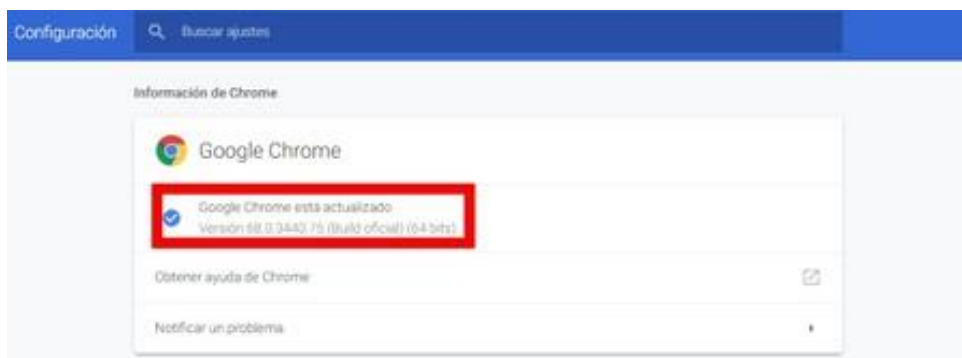 Configuración
Buscar ajustes
Información de Chrome
Google Chrome
Google Chrome está actualizado
Versión 68.0.3440.75 (Build oficial) (64 bits)
Obtener ayuda de Chrome
Notificar un problema